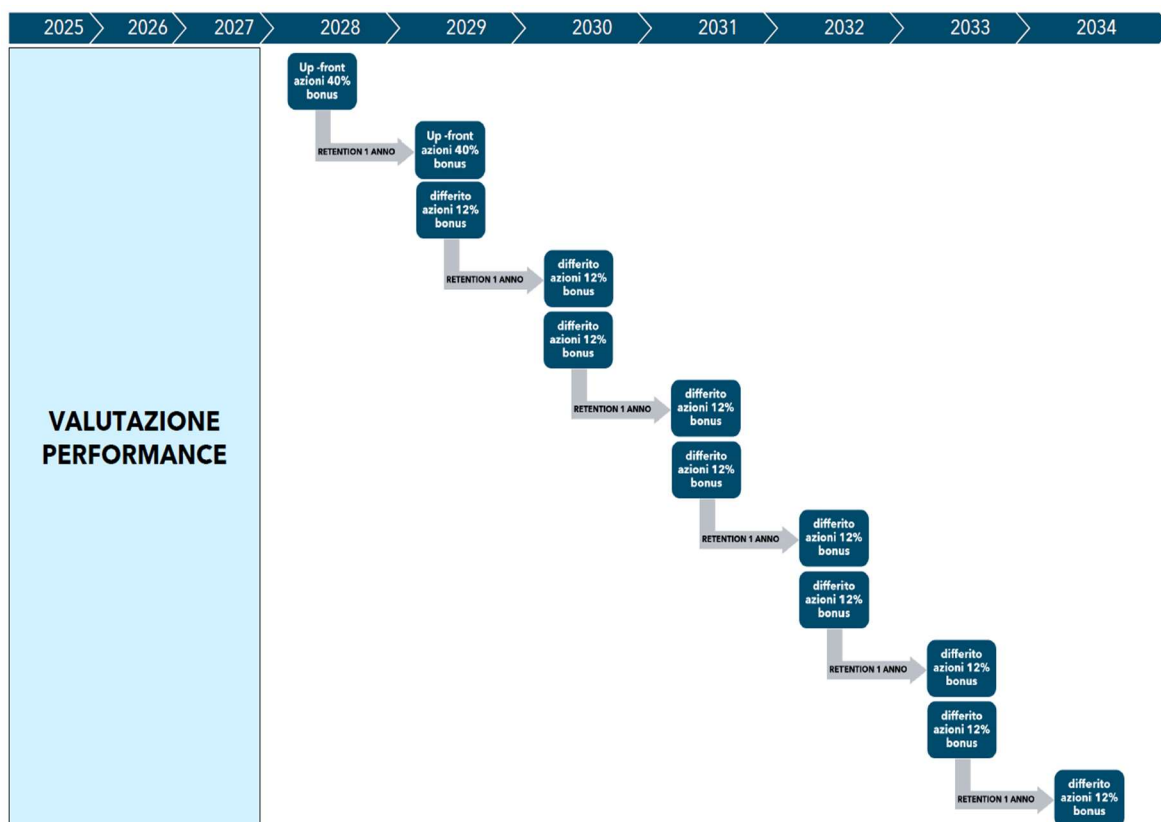 2025
2026
2027
2028
2029
2030
2031
2032
2033
2034
Up -front
azioni 40%
bonus
RETENTION 1 ANNO
Up -front
azioni 40%
bonus
differito
azioni 12%
bonus
RETENTION 1 ANNO
differito
azioni 12%
bonus
differito
azioni 12%
bonus
RETENTION 1 ANNO
differito
azioni 12%
bonus
VALUTAZIONE
PERFORMANCE
differito
azioni 12%
bonus
RETENTION 1 ANNO
differito
azioni 12%
bonus
differito
azioni 12%
bonus
RETENTION 1 ANNO
differito
azioni 12%
bonus
differito
azioni 12%
bonus
RETENTION 1 ANNO
differito
azioni 12%
bonus